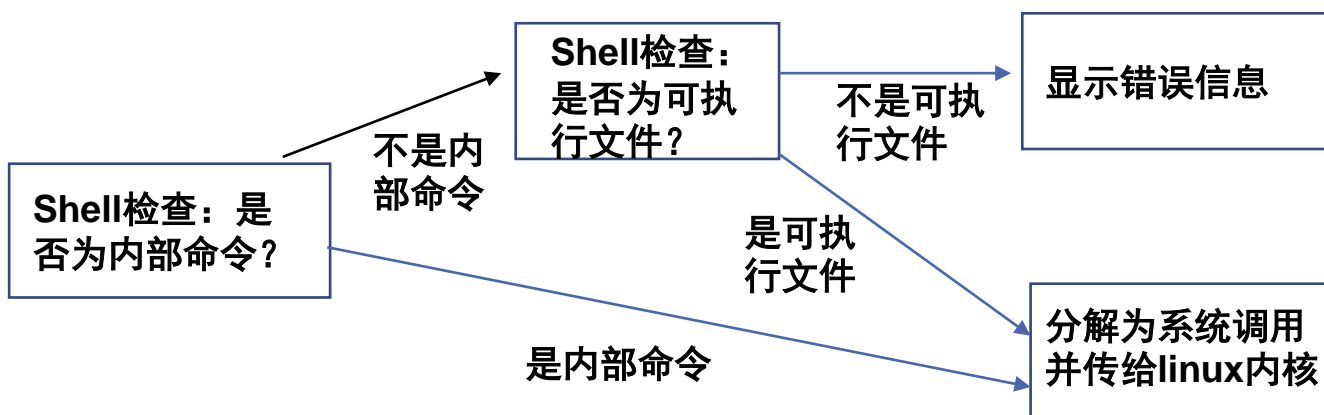 Shell检查：是
否为内部命令？
不是内
部命令
Shell检查：
是否为可执
行文件？
不是可执
行文件
显示错误信息
是可执
行文件
是内部命令
分解为系统调用
并传给linux内核